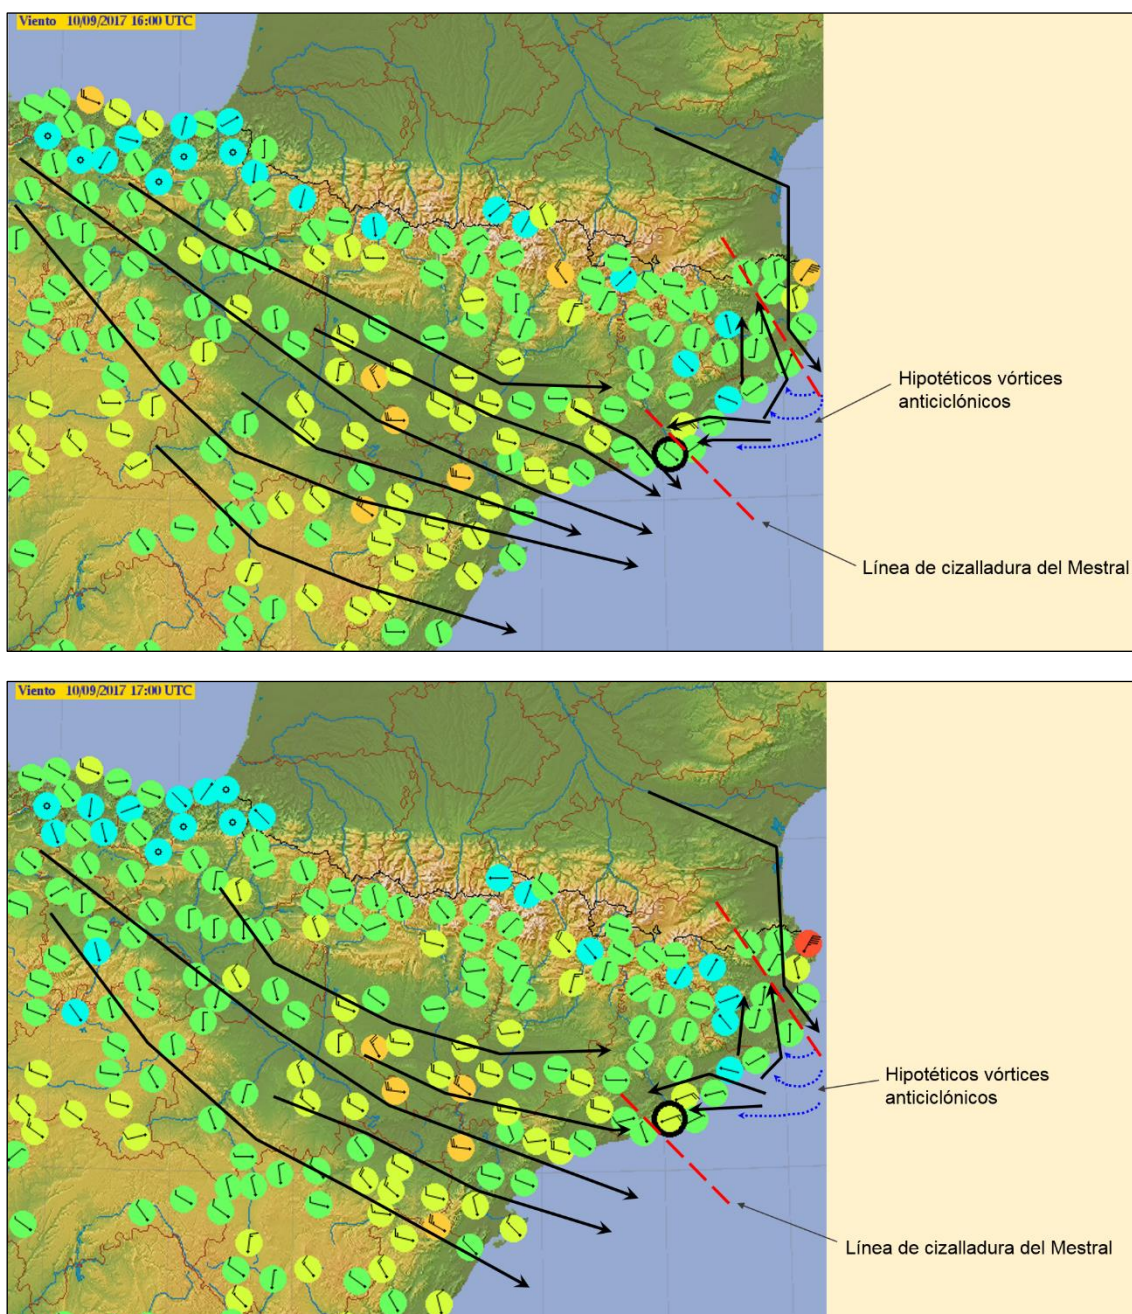 Viento 10/09/2017 16:00 UTC
Hipotéticos vórtices
anticiclónicos
Línea de cizalladura del Mestral
Viento 10/09/2017 17:00 UTC
Hipotéticos vórtices
anticiclónicos
Línea de cizalladura del Mestral